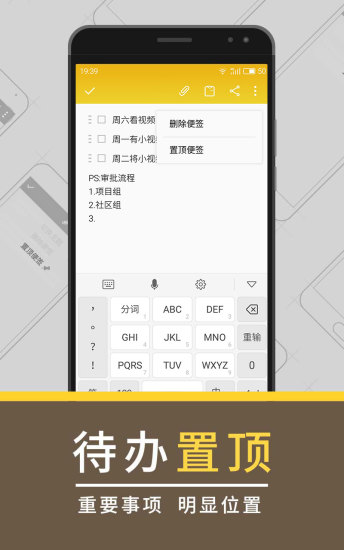 19:39
50
删除便签
置顶便签
周六看视频
周一有小视
周二将小视
PS:审批流程
1.项目组
2.社区组
3.
， 分词 1 ABC 2 DEF 3
。 GHI 4 JKL 5 MNO 6 重输
？
！ PQRS 7 TUV 8 WXYZ 9 0
置顶便签
待办置顶
重要事项 明显位置